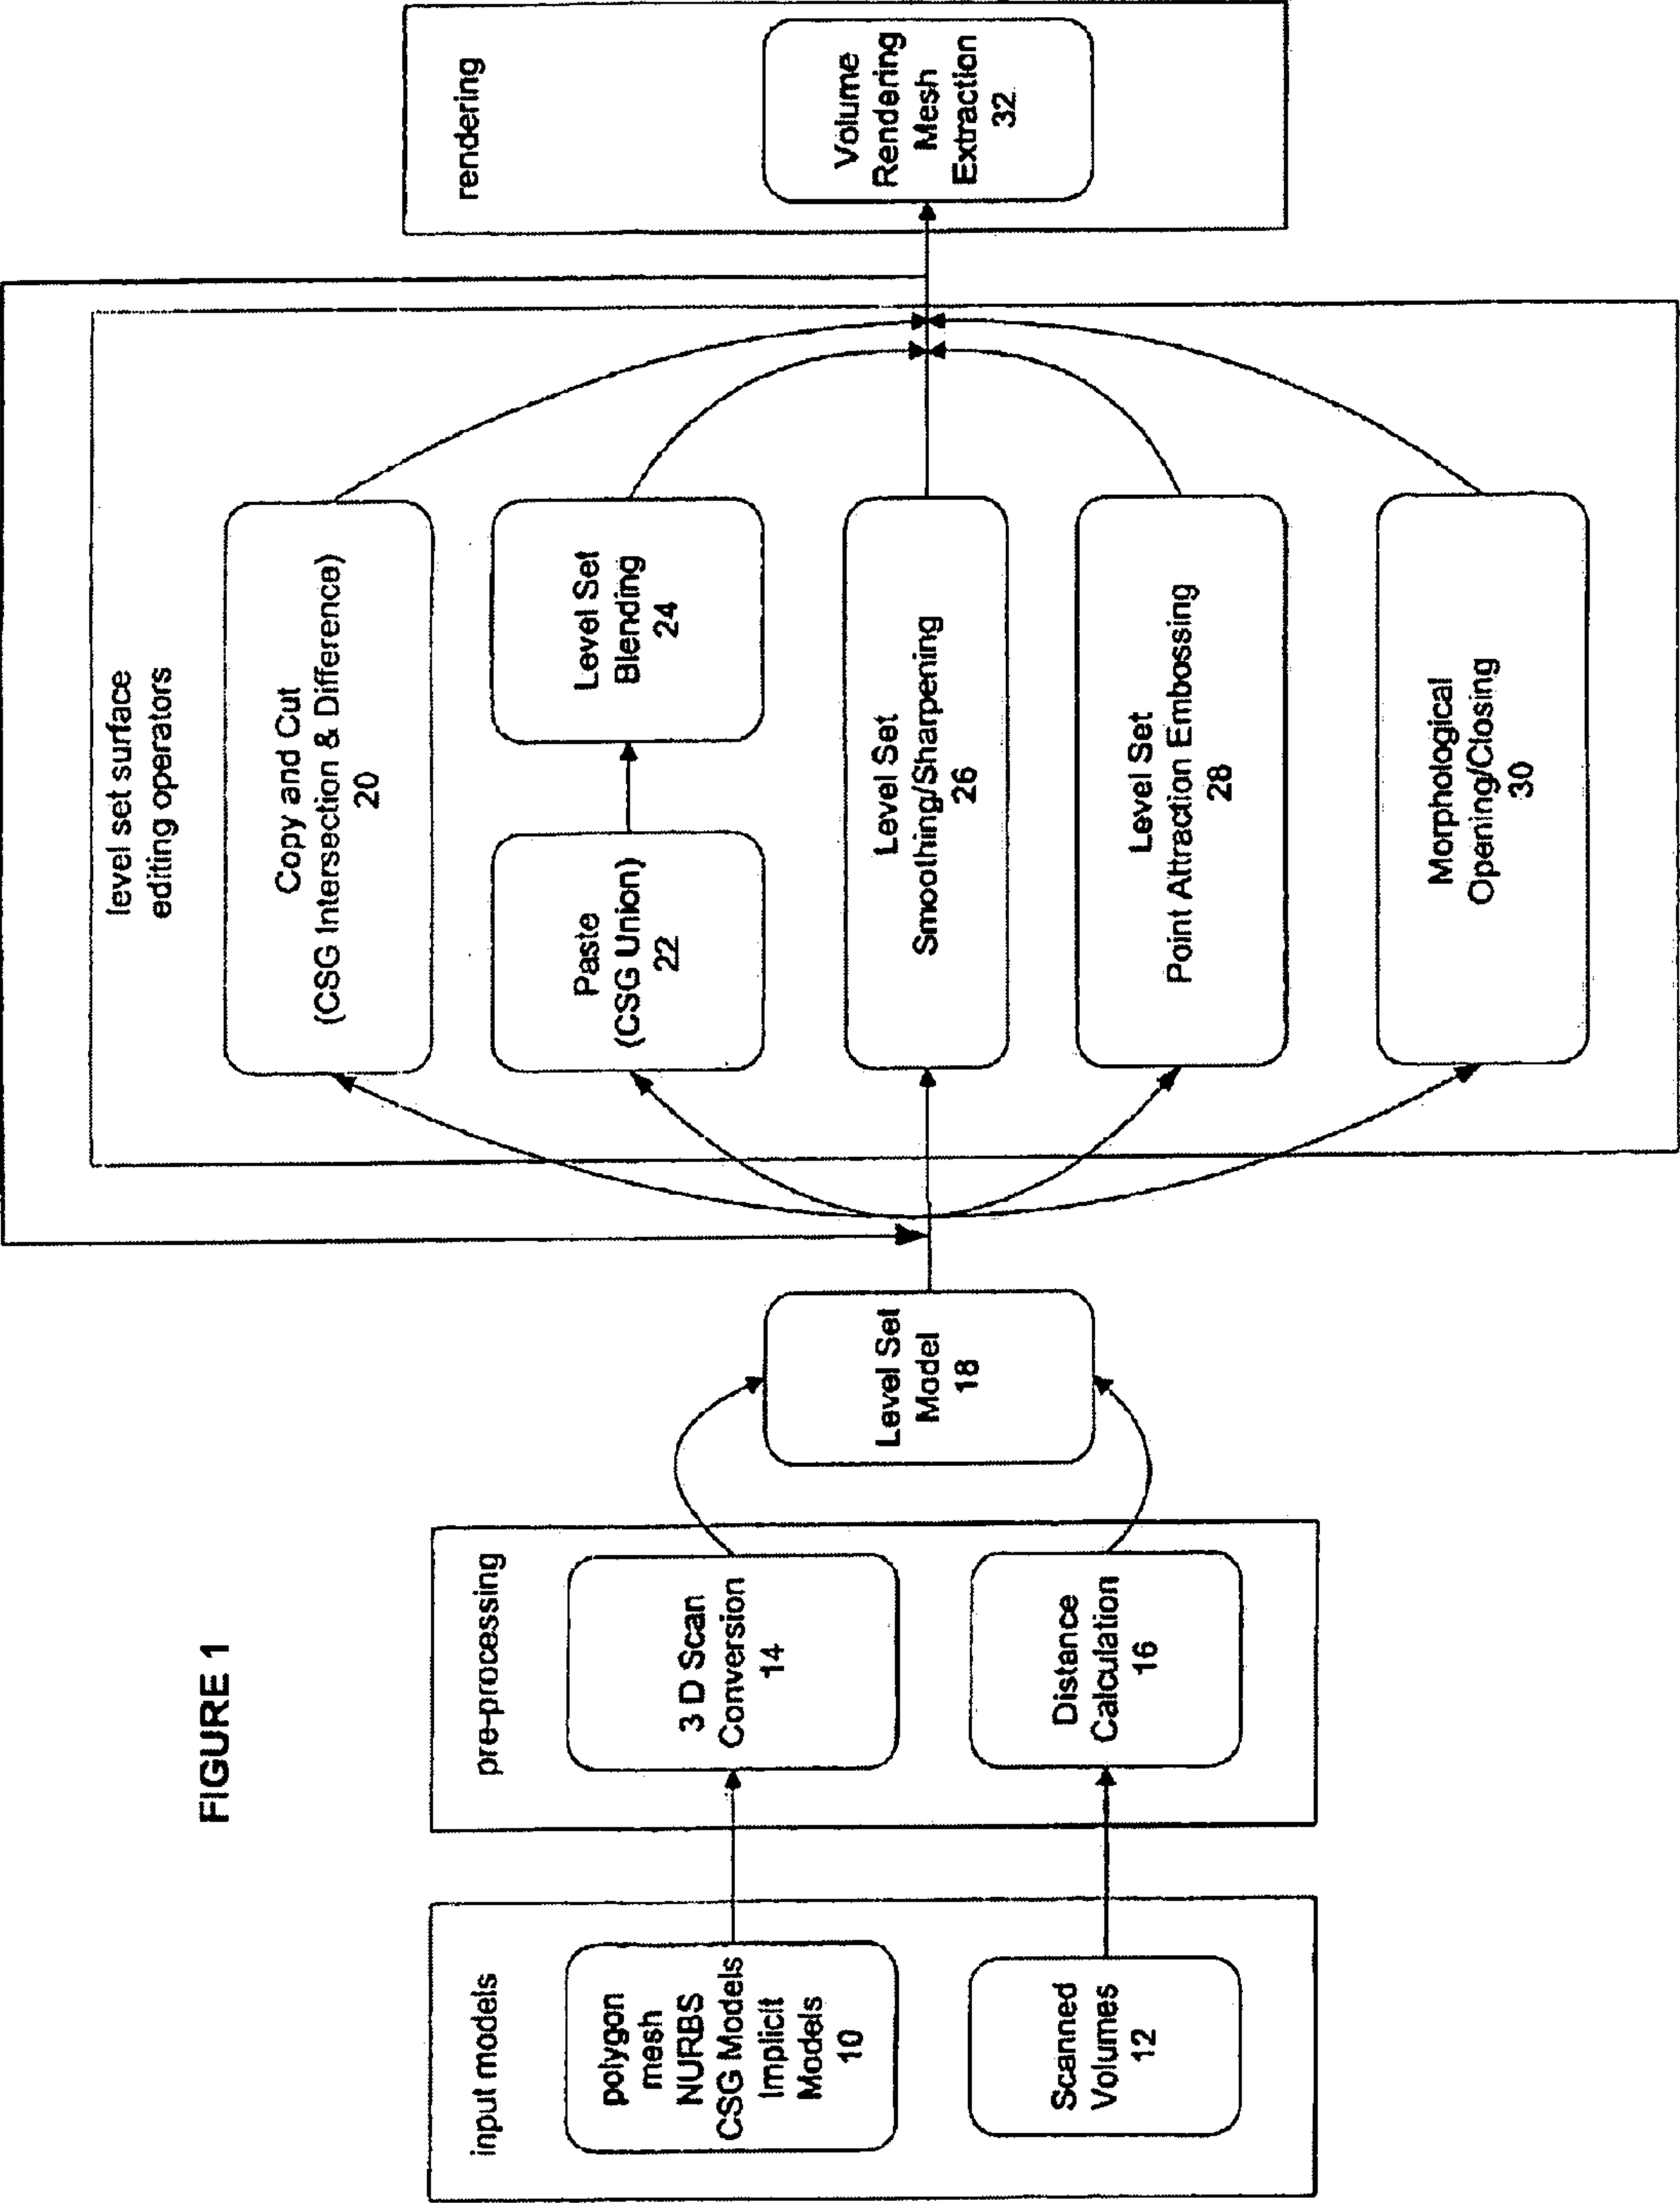 FIGURE 1
input models
polygon
mesh
NURBS
CSG Models
Implicit
Models
10
Scanned
Volumes
12
pre-processing
3 D Scan
Conversion
14
Distance
Calculation
16
Level Set
Model
18
level set surface
editing operators
Copy and Cut
(CSG Intersection & Difference)
20
Paste
(CSG Union)
22
Level Set
Blending
24
Level Set
Smoothing/Sharpening
26
Level Set
Point Attraction Embossing
28
Morphological
Opening/Closing
30
rendering
Volume
Rendering
Mesh
Extraction
32